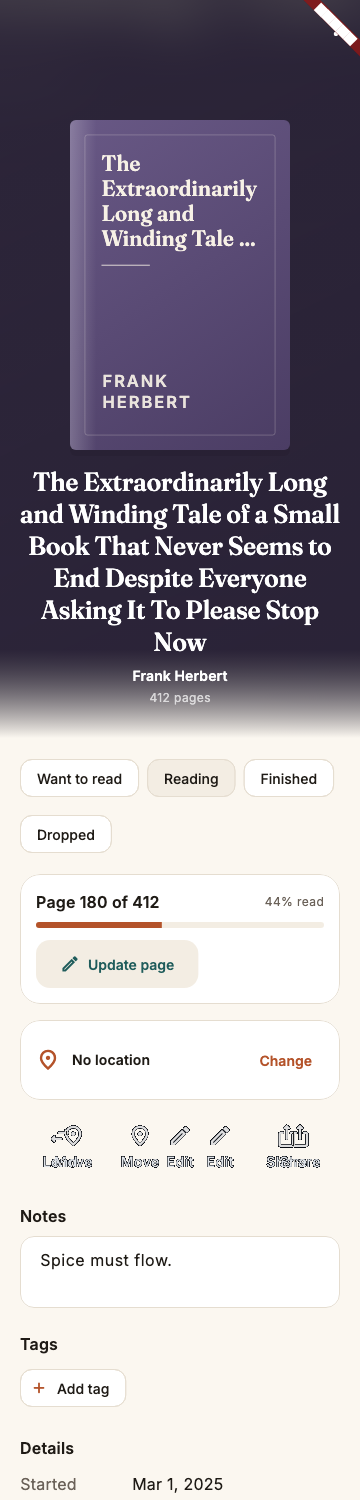 The
Extraordinarily
Long and
Winding Tale ...
FRANK
HERBERT
The Extraordinarily Long
and Winding Tale of a Small
Book That Never Seems to
End Despite Everyone
Asking It To Please Stop
Now
Frank Herbert
412 pages
Want to read Reading Finished
Dropped
Page 180 of 412 44% read
Update page
No location Change
Move Edit Edit
Notes
Spice must flow.
Tags
+ Add tag
Details
Started Mar 1, 2025